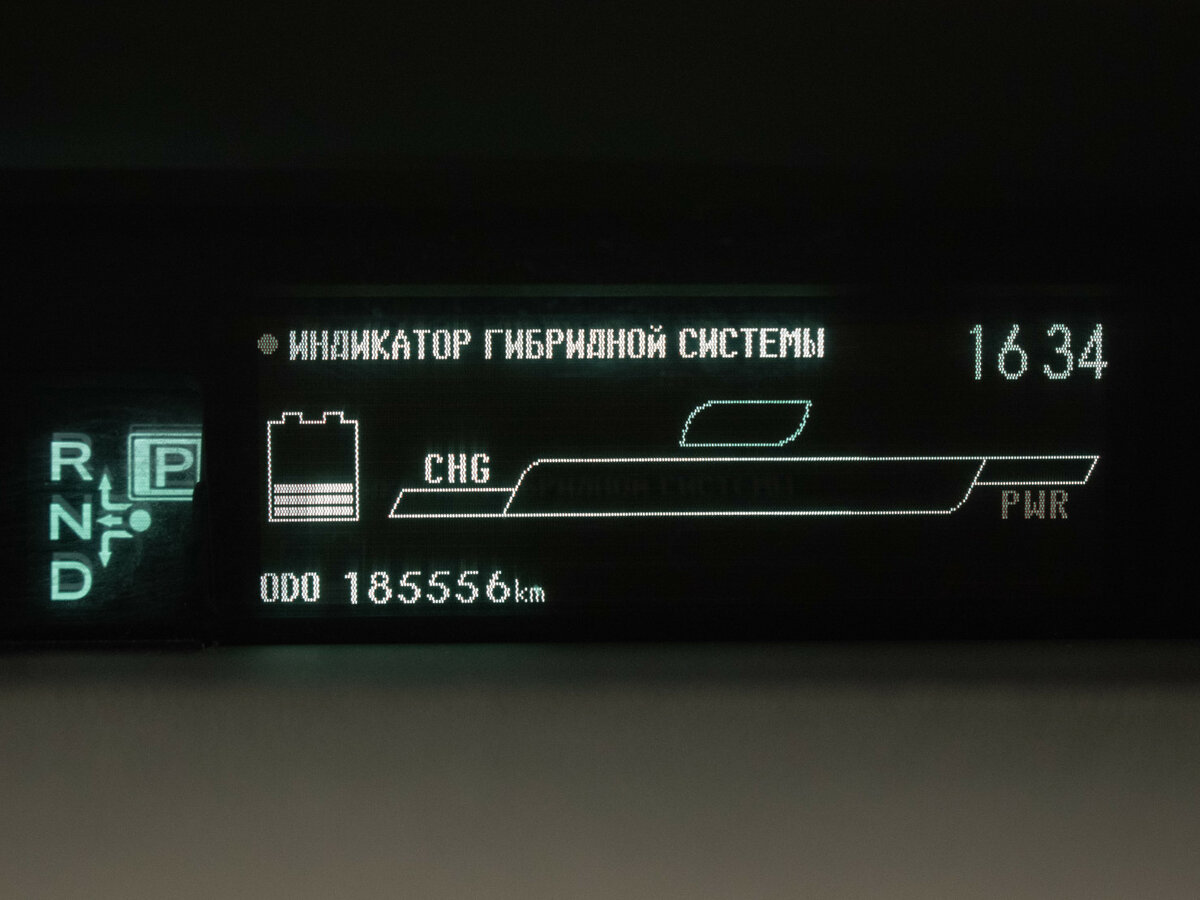 ИНДИКАТОР ГИБРИДНОЙ СИСТЕМЫ
16 34
CHG
PWR
ODO 185556km
R
P
N
D